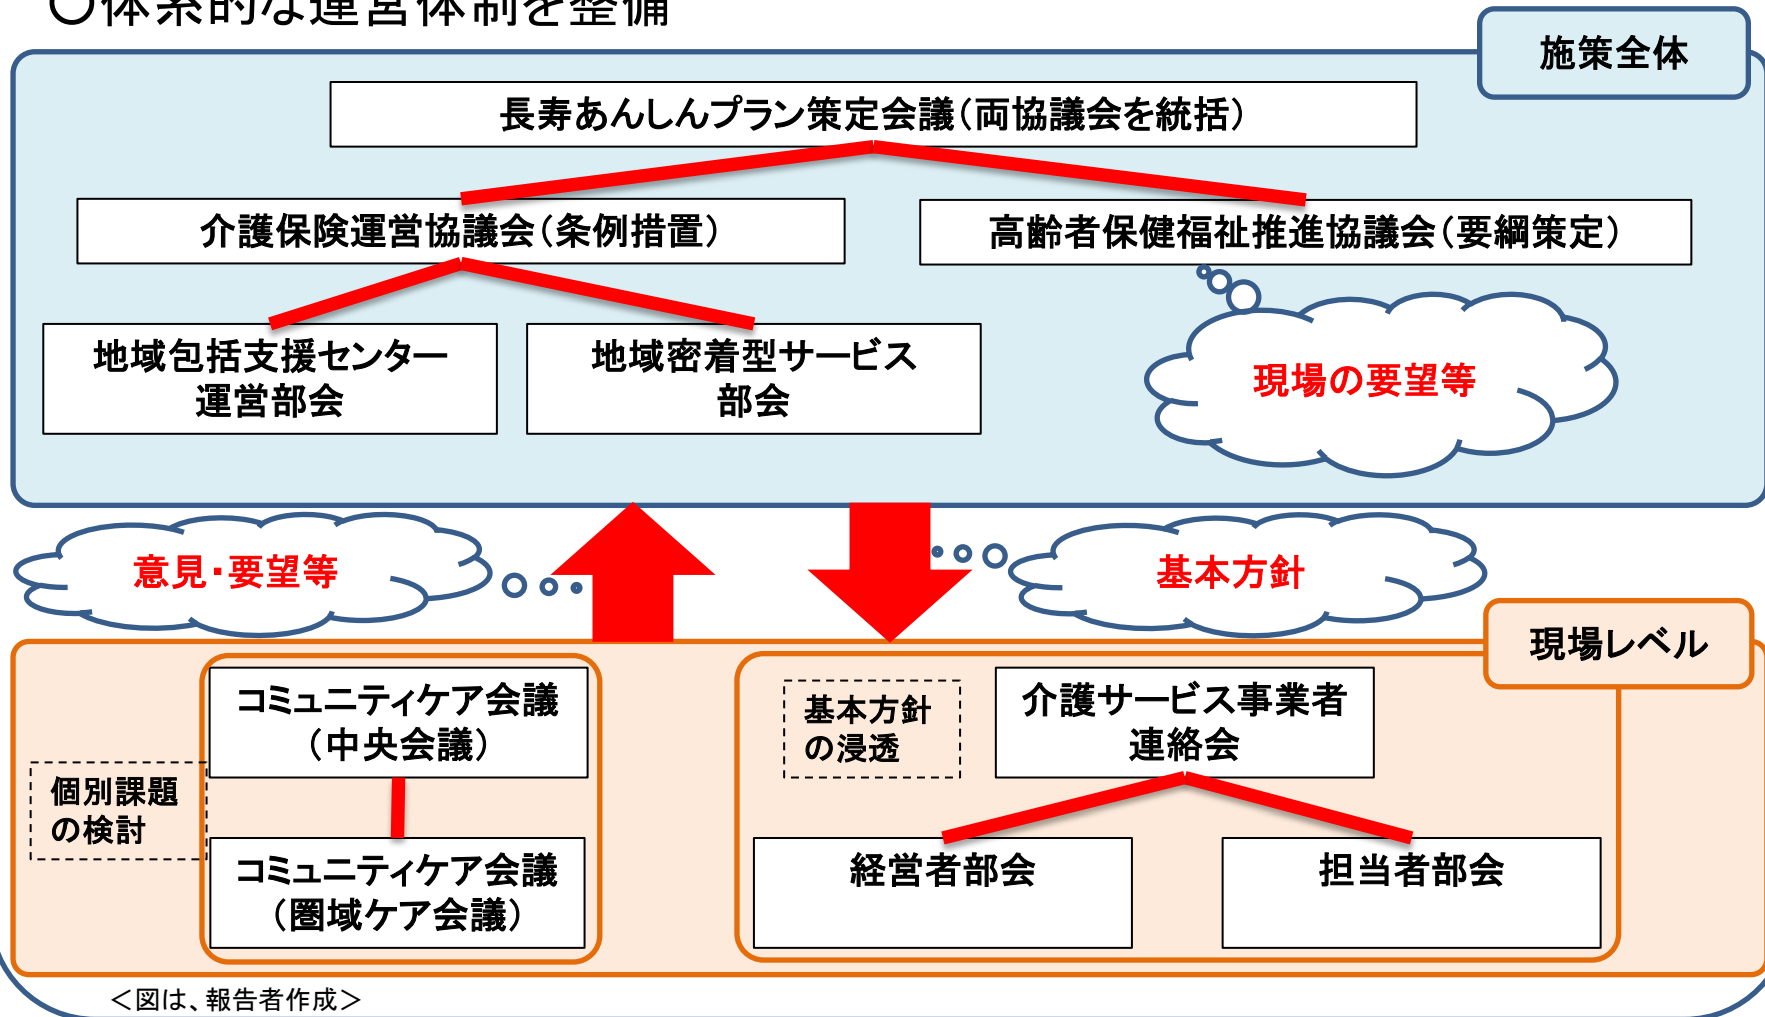 〇体系的な運営体制を整備
施策全体
長寿あんしんプラン策定会議（両協議会を統括）
介護保険運営協議会（条例措置）
高齢者保健福祉推進協議会（要綱策定）
地域包括支援センター
運営部会
地域密着型サービス
部会
現場の要望等
意見・要望等
基本方針
現場レベル
コミュニティケア会議
（中央会議）
個別課題
の検討
コミュニティケア会議
（圏域ケア会議）
基本方針
の浸透
介護サービス事業者
連絡会
経営者部会
担当者部会
＜図は、報告者作成＞